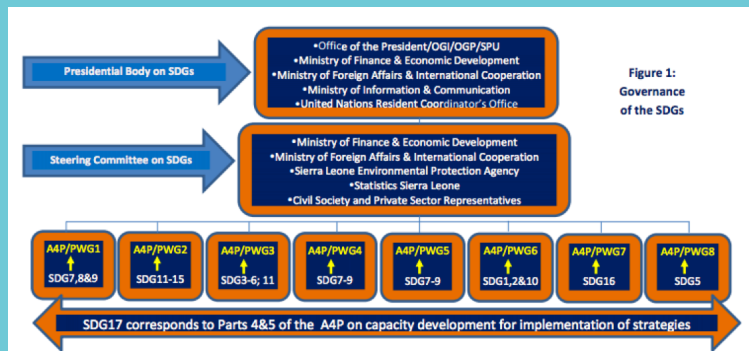 Presidential Body on SDGs
•Office of the President/OGI/OGP/SPU
•Ministry of Finance & Economic Development
•Ministry of Foreign Affairs & International Cooperation
•Ministry of Information & Communication
•United Nations Resident Coordinator's Office
Figure 1:
Governance
of the SDGs
Steering Committee on SDGs
•Ministry of Finance & Economic Development
•Ministry of Foreign Affairs & International Cooperation
•Sierra Leone Environmental Protection Agency
•Statistics Sierra Leone
•Civil Society and Private Sector Representatives
A4P/PWG1
SDG7,8&9
A4P/PWG2
SDG11-15
A4P/PWG3
SDG3-6; 11
A4P/PWG4
SDG7-9
A4P/PWG5
SDG7-9
A4P/PWG6
SDG1,2&10
A4P/PWG7
SDG16
A4P/PWG8
SDG5
SDG17 corresponds to Parts 4&5 of the A4P on capacity development for implementation of strategies